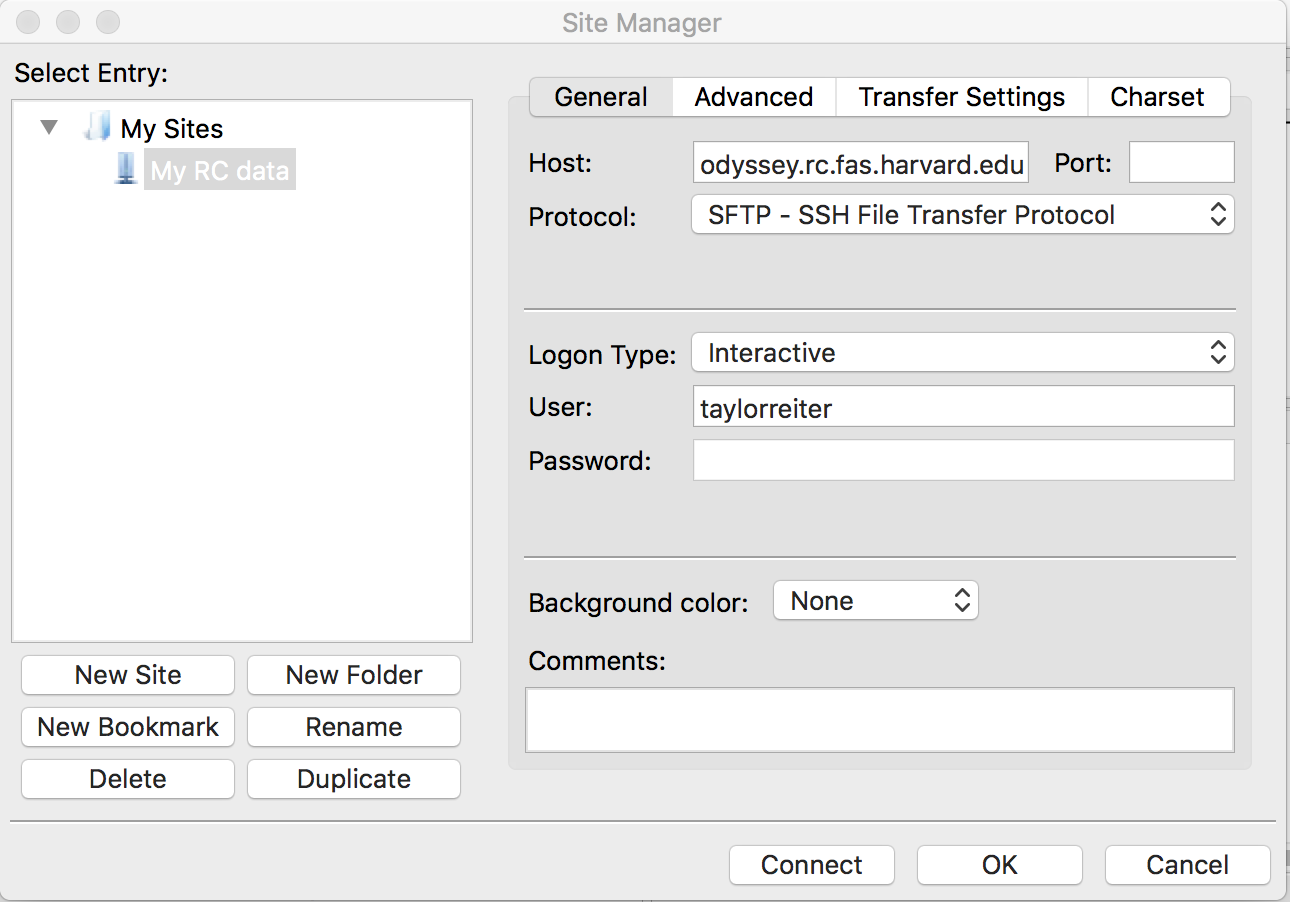 Site Manager
Select Entry:
My Sites
My RC data
General Advanced Transfer Settings Charset
Host: odyssey.rc.fas.harvard.edu Port:
Protocol: SFTP - SSH File Transfer Protocol
Logon Type: Interactive
User: taylorreiter
Password:
Background color: None
Comments:
New Site New Folder
New Bookmark Rename
Delete Duplicate
Connect OK Cancel